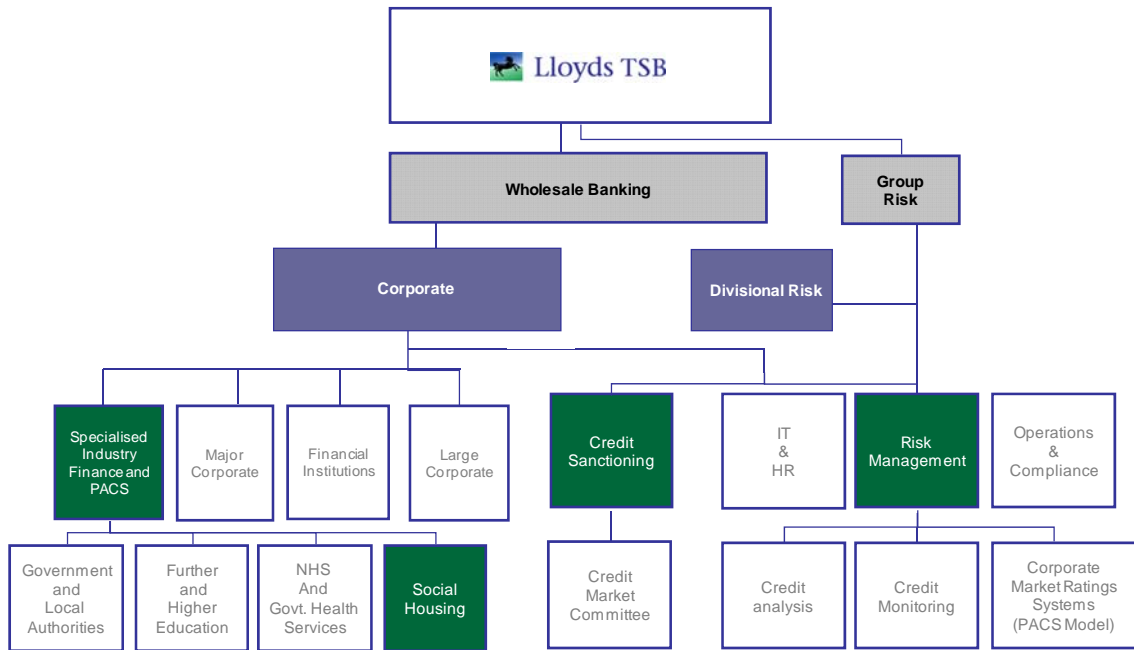 Lloyds TSB
Wholesale Banking
Group
Risk
Corporate
Divisional Risk
Specialised
Industry
Finance and
PACS
Major
Corporate
Financial
Institutions
Large
Corporate
Credit
Sanctioning
IT
&
HR
Risk
Management
Operations
&
Compliance
Government
and
Local
Authorities
Further
and
Higher
Education
NHS
And
Govt. Health
Services
Social
Housing
Credit
Market
Committee
Credit
analysis
Credit
Monitoring
Corporate
Market Ratings
Systems
(PACS Model)